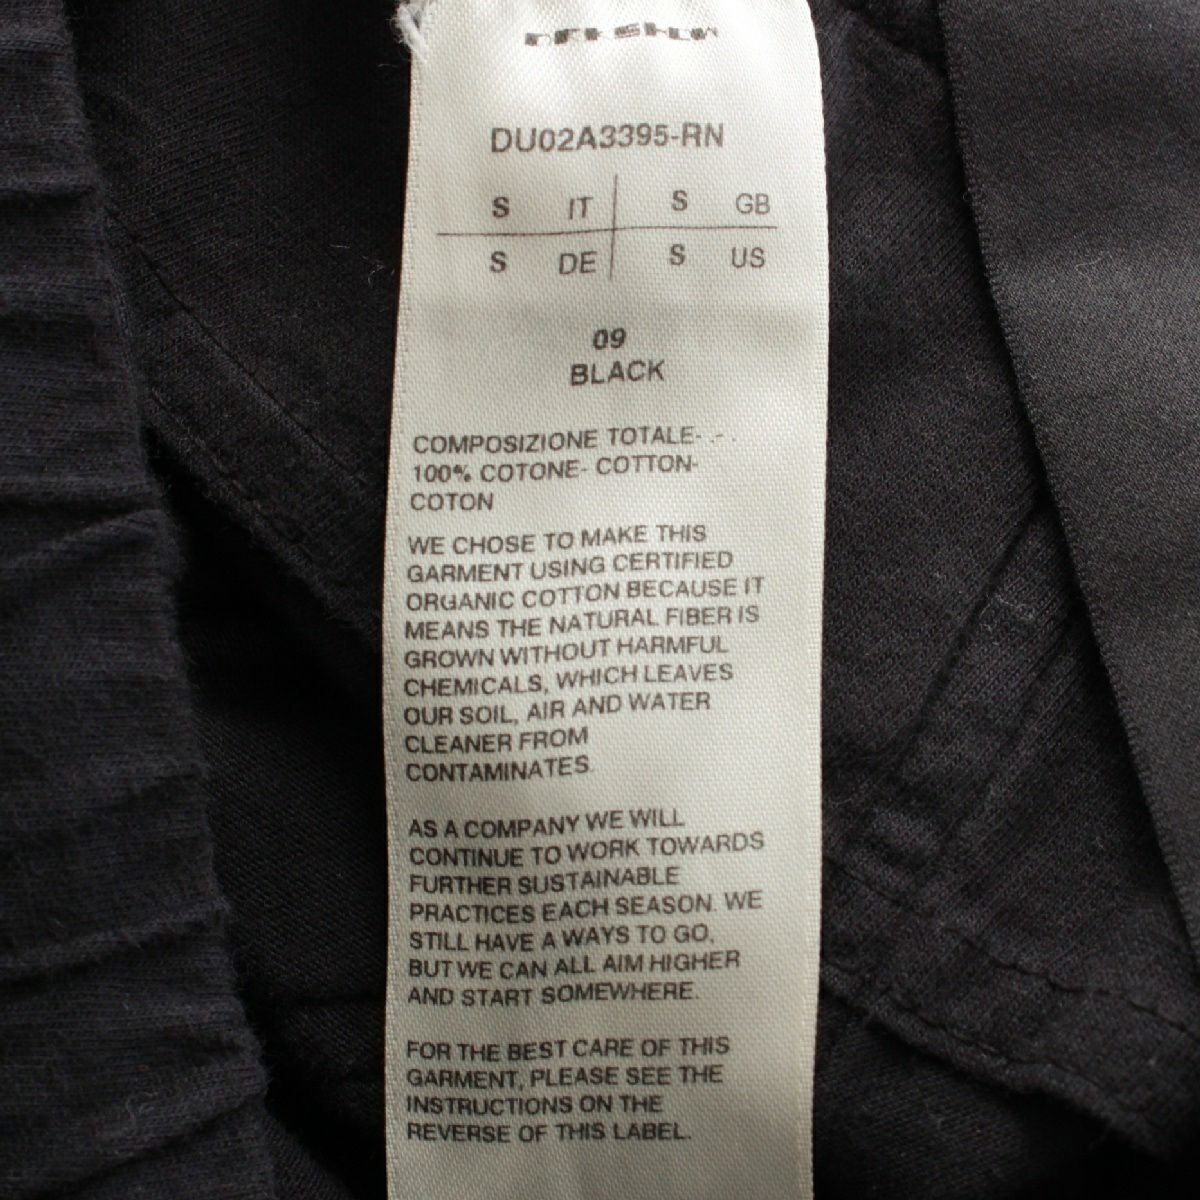 DRKSHDW
DU02A3395-RN
S IT S GB
S DE S US
09
BLACK
COMPOSIZIONE TOTALE- .- .
100% COTONE- COTTON-
COTON
WE CHOSE TO MAKE THIS
GARMENT USING CERTIFIED
ORGANIC COTTON BECAUSE IT
MEANS THE NATURAL FIBER IS
GROWN WITHOUT HARMFUL
CHEMICALS, WHICH LEAVES
OUR SOIL, AIR AND WATER
CLEANER FROM
CONTAMINATES.
AS A COMPANY WE WILL
CONTINUE TO WORK TOWARDS
FURTHER SUSTAINABLE
PRACTICES EACH SEASON. WE
STILL HAVE A WAYS TO GO,
BUT WE CAN ALL AIM HIGHER
AND START SOMEWHERE.
FOR THE BEST CARE OF THIS
GARMENT, PLEASE SEE THE
INSTRUCTIONS ON THE
REVERSE OF THIS LABEL.